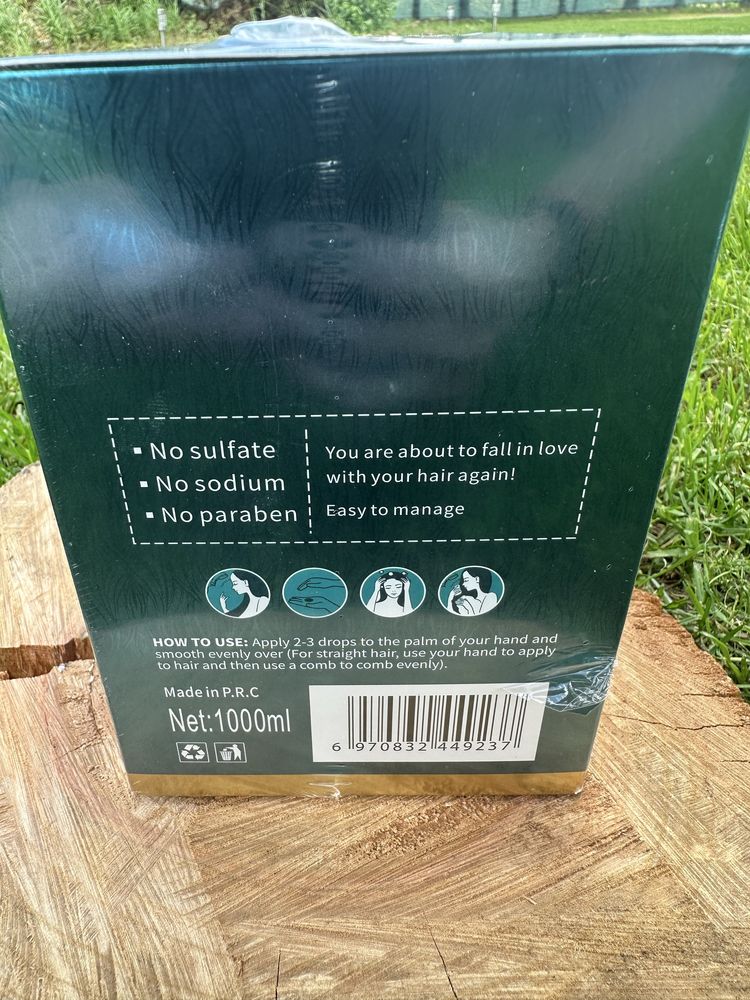 ▪ No sulfate
▪ No sodium
▪ No paraben
You are about to fall in love
with your hair again!
Easy to manage
HOW TO USE: Apply 2-3 drops to the palm of your hand and
smooth evenly over (For straight hair, use your hand to apply
to hair and then use a comb to comb evenly).
Made in P.R.C
Net:1000ml
6 970832 449237